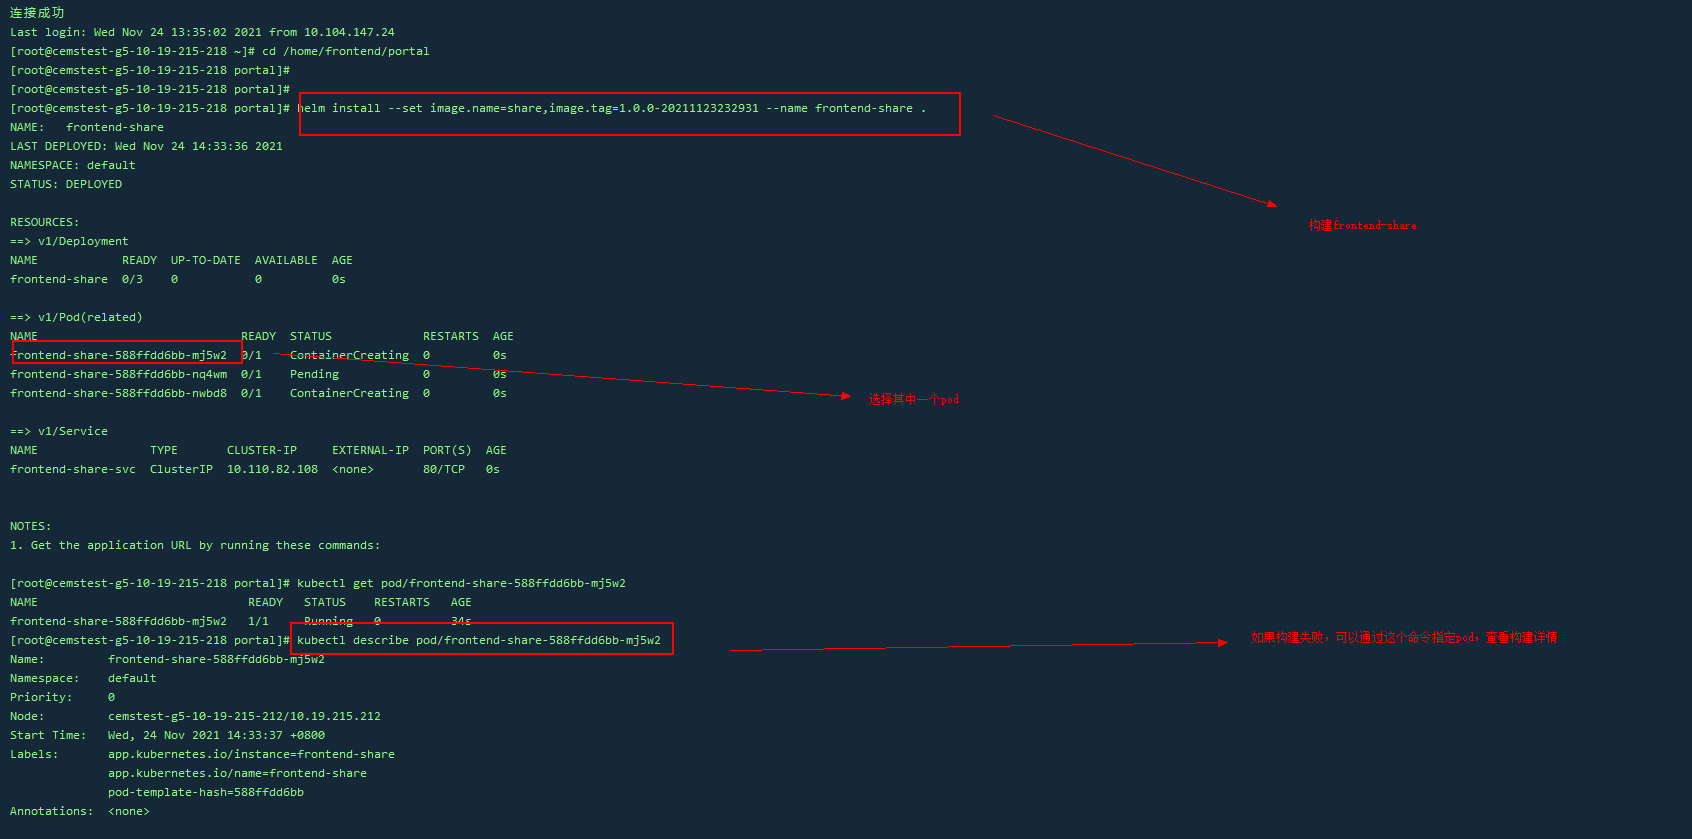 连接成功
Last login: Wed Nov 24 13:35:02 2021 from 10.104.147.24
[root@cemstest-g5-10-19-215-218 ~]# cd /home/frontend/portal
[root@cemstest-g5-10-19-215-218 portal]#
[root@cemstest-g5-10-19-215-218 portal]#
[root@cemstest-g5-10-19-215-218 portal]# helm install --set image.name=share,image.tag=1.0.0-20211123232931 --name frontend-share .
NAME:   frontend-share
LAST DEPLOYED: Wed Nov 24 14:33:36 2021
NAMESPACE: default
STATUS: DEPLOYED
构建frontend-share
RESOURCES:
==> v1/Deployment
NAME            READY  UP-TO-DATE  AVAILABLE  AGE
frontend-share  0/3    0           0          0s
==> v1/Pod(related)
NAME                             READY  STATUS             RESTARTS  AGE
frontend-share-588ffdd6bb-mj5w2  0/1    ContainerCreating  0         0s
frontend-share-588ffdd6bb-nq4wm  0/1    Pending            0         0s
frontend-share-588ffdd6bb-nwbd8  0/1    ContainerCreating  0         0s
选择其中一个pod
==> v1/Service
NAME                TYPE       CLUSTER-IP     EXTERNAL-IP  PORT(S)  AGE
frontend-share-svc  ClusterIP  10.110.82.108  <none>       80/TCP   0s
NOTES:
1. Get the application URL by running these commands:
[root@cemstest-g5-10-19-215-218 portal]# kubectl get pod/frontend-share-588ffdd6bb-mj5w2
NAME                              READY   STATUS    RESTARTS   AGE
frontend-share-588ffdd6bb-mj5w2   1/1     Running   0          34s
[root@cemstest-g5-10-19-215-218 portal]# kubectl describe pod/frontend-share-588ffdd6bb-mj5w2
如果构建失败，可以通过这个命令指定pod，查看构建详情
Name:         frontend-share-588ffdd6bb-mj5w2
Namespace:    default
Priority:     0
Node:         cemstest-g5-10-19-215-212/10.19.215.212
Start Time:   Wed, 24 Nov 2021 14:33:37 +0800
Labels:       app.kubernetes.io/instance=frontend-share
app.kubernetes.io/name=frontend-share
pod-template-hash=588ffdd6bb
Annotations:  <none>